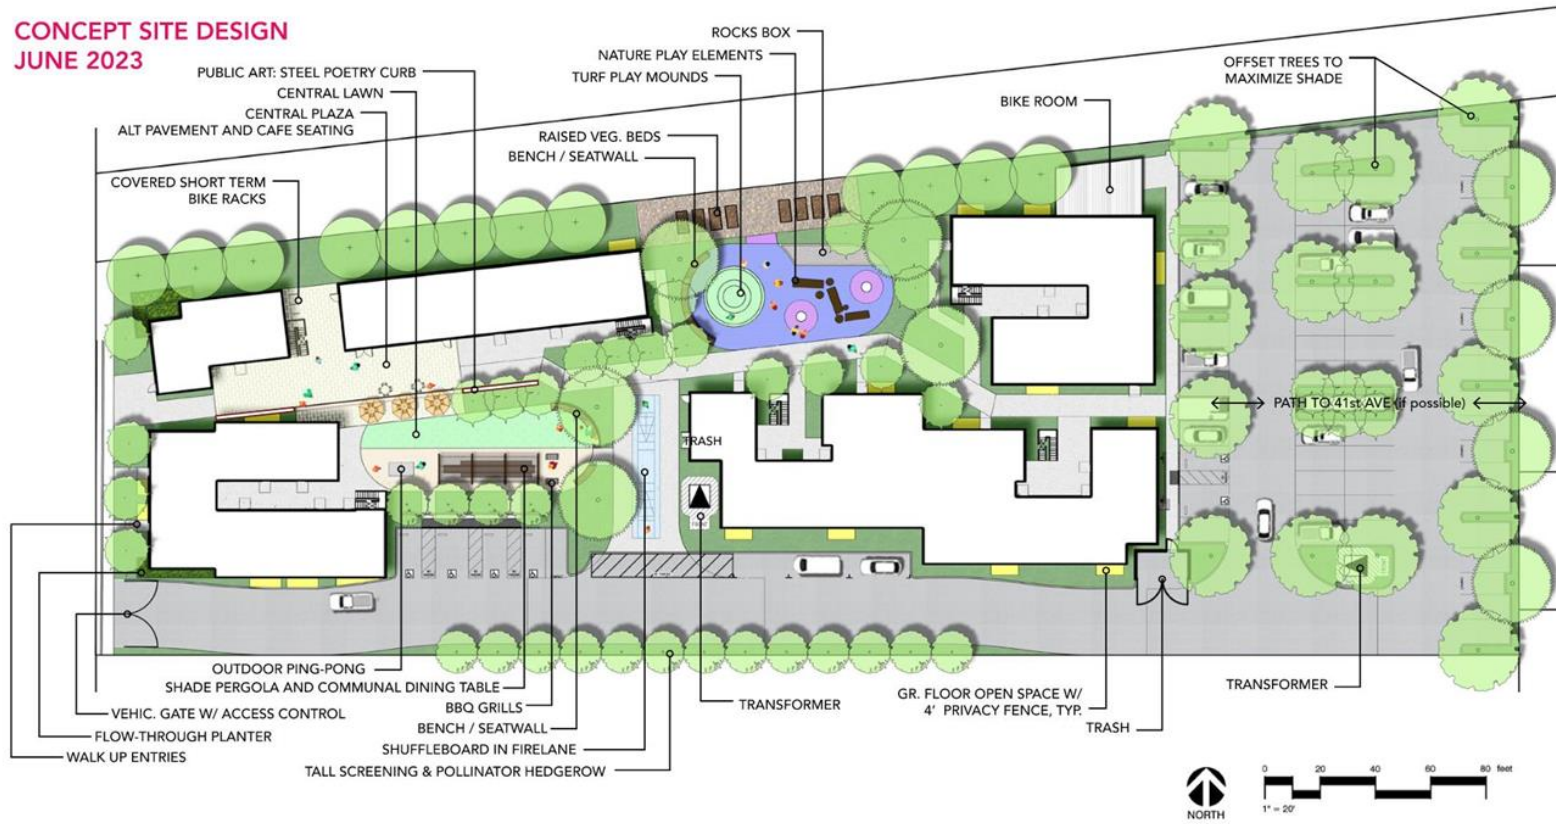 CONCEPT SITE DESIGN
JUNE 2023
ROCKS BOX
NATURE PLAY ELEMENTS
TURF PLAY MOUNDS
PUBLIC ART: STEEL POETRY CURB
CENTRAL LAWN
CENTRAL PLAZA
ALT PAVEMENT AND CAFE SEATING
RAISED VEG. BEDS
BENCH / SEATWALL
COVERED SHORT TERM
BIKE RACKS
BIKE ROOM
OFFSET TREES TO
MAXIMIZE SHADE
PATH TO 41st AVE (if possible)
TRASH
OUTDOOR PING-PONG
SHADE PERGOLA AND COMMUNAL DINING TABLE
BBQ GRILLS
VEHIC. GATE W/ ACCESS CONTROL
BENCH / SEATWALL
FLOW-THROUGH PLANTER
SHUFFLEBOARD IN FIRELANE
WALK UP ENTRIES
TALL SCREENING & POLLINATOR HEDGEROW
TRANSFORMER
GR. FLOOR OPEN SPACE W/
4' PRIVACY FENCE, TYP.
TRASH
TRANSFORMER
NORTH
0 20 40 60 80 feet
1" = 20'